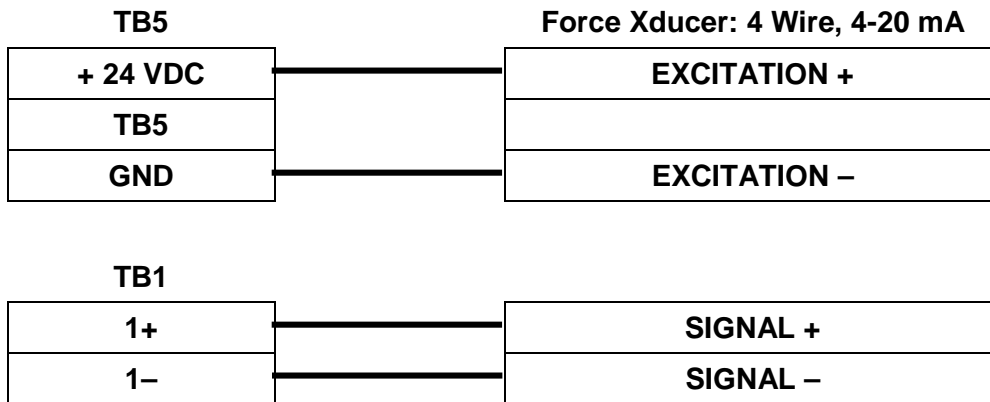 TB5 Force Xducer: 4 Wire, 4-20 mA
+ 24 VDC EXCITATION +
TB5
GND EXCITATION –
TB1
1+ SIGNAL +
1– SIGNAL –